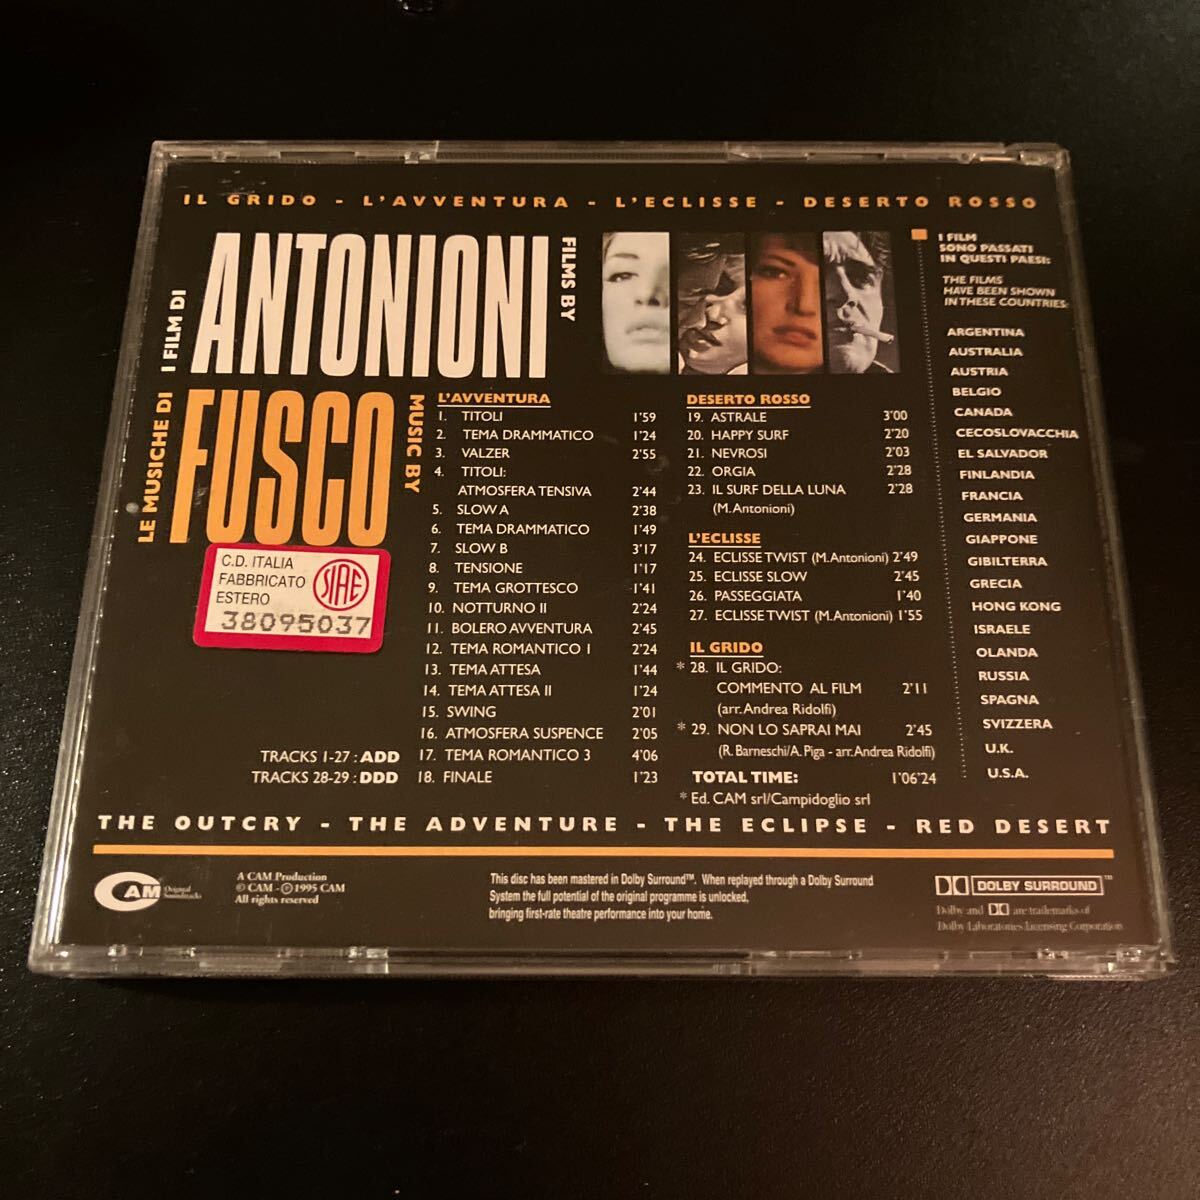 IL GRIDO - L'AVVENTURA - L'ECLISSE - DESERTO ROSSO
I FILM DI
ANTONIONI
FILMS BY
LE MUSICHE DI
FUSCO
MUSIC BY
C.D. ITALIA
FABBRICATO
ESTERO
SIAE
38095037
TRACKS 1-27 : ADD
TRACKS 28-29 : DDD
L'AVVENTURA
1. TITOLI 1'59
2. TEMA DRAMMATICO 1'24
3. VALZER 2'55
4. TITOLI:
ATMOSFERA TENSIVA 2'44
5. SLOW A 2'38
6. TEMA DRAMMATICO 1'49
7. SLOW B 3'17
8. TENSIONE 1'17
9. TEMA GROTTESCO 1'41
10. NOTTURNO II 2'24
11. BOLERO AVVENTURA 2'45
12. TEMA ROMANTICO 1 2'24
13. TEMA ATTESA 1'44
14. TEMA ATTESA II 1'24
15. SWING 2'01
16. ATMOSFERA SUSPENCE 2'05
17. TEMA ROMANTICO 3 4'06
18. FINALE 1'23
DESERTO ROSSO
19. ASTRALE 3'00
20. HAPPY SURF 2'20
21. NEVROSI 2'03
22. ORGIA 2'28
23. IL SURF DELLA LUNA 2'28
(M.Antonioni)
L'ECLISSE
24. ECLISSE TWIST (M.Antonioni) 2'49
25. ECLISSE SLOW 2'45
26. PASSEGGIATA 1'40
27. ECLISSE TWIST (M.Antonioni) 1'55
IL GRIDO
* 28. IL GRIDO:
COMMENTO AL FILM 2'11
(arr. Andrea Ridolfi)
* 29. NON LO SAPRAI MAI 2'45
(R. Barneschi/A. Piga - arr. Andrea Ridolfi)
TOTAL TIME: 1'06'24
* Ed. CAM srl/Campidoglio srl
I FILM
SONO PASSATI
IN QUESTI PAESI:
THE FILMS
HAVE BEEN SHOWN
IN THESE COUNTRIES:
ARGENTINA
AUSTRALIA
AUSTRIA
BELGIO
CANADA
CECOSLOVACCHIA
EL SALVADOR
FINLANDIA
FRANCIA
GERMANIA
GIAPPONE
GIBILTERRA
GRECIA
HONG KONG
ISRAELE
OLANDA
RUSSIA
SPAGNA
SVIZZERA
U.K.
U.S.A.
THE OUTCRY - THE ADVENTURE - THE ECLIPSE - RED DESERT
CAM Original
Soundtracks
A CAM Production
© CAM - ℗ 1995 CAM
All rights reserved
This disc has been mastered in Dolby Surround™. When replayed through a Dolby Surround
System the full potential of the original programme is unlocked,
bringing first-rate theatre performance into your home.
DOLBY SURROUND™
Dolby and are trademarks of
Dolby Laboratories Licensing Corporation